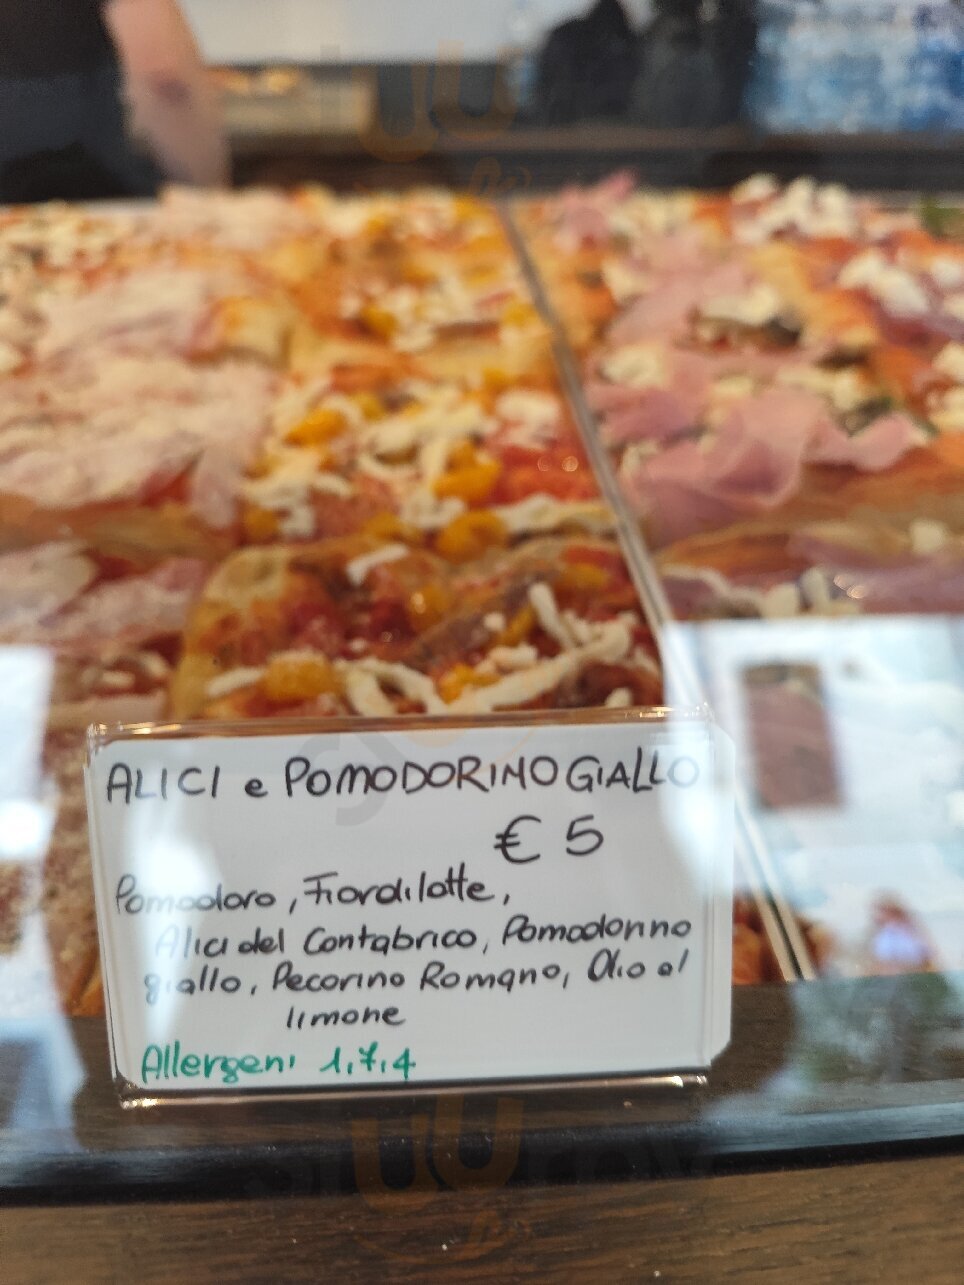 ALICI e POMODORINO GIALLO
€ 5
Pomodoro, Fiordilatte,
Alici del Cantabrico, Pomodorino
giallo, Pecorino Romano, Olio al
limone
Allergeni 1,7,4